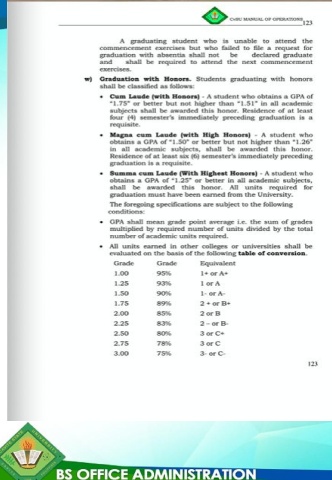 CvSU MANUAL OF OPERATIONS 123
A graduating student who is unable to attend the
commencement exercises but who failed to file a request for
graduation with absentia shall not be declared graduate
and shall be required to attend the next commencement
exercises.
w) Graduation with Honors. Students graduating with honors
shall be classified as follows:
• Cum Laude (with Honors) - A student who obtains a GPA of
"1.75" or better but not higher than "1.51" in all academic
subjects shall be awarded this honor. Residence of at least
four (4) semester's immediately preceding graduation is a
requisite.
• Magna cum Laude (with High Honors) - A student who
obtains a GPA of "1.50" or better but not higher than "1.26"
in all academic subjects, shall be awarded this honor.
Residence of at least six (6) semester's immediately preceding
graduation is a requisite.
• Summa cum Laude (With Highest Honors) - A student who
obtains a GPA of "1.25" or better in all academic subjects,
shall be awarded this honor. All units required for
graduation must have been earned from the University.
The foregoing specifications are subject to the following
conditions:
• GPA shall mean grade point average i.e. the sum of grades
multiplied by required number of units divided by the total
number of academic units required.
• All units earned in other colleges or universities shall be
evaluated on the basis of the following table of conversion.
Grade Grade Equivalent
1.00 95% 1+ or A+
1.25 93% 1 or A
1.50 90% 1- or A-
1.75 89% 2 + or B+
2.00 85% 2 or B
2.25 83% 2 – or B-
2.50 80% 3 or C+
2.75 78% 3 or C
3.00 75% 3- or C-
123
BS OFFICE ADMINISTRATION